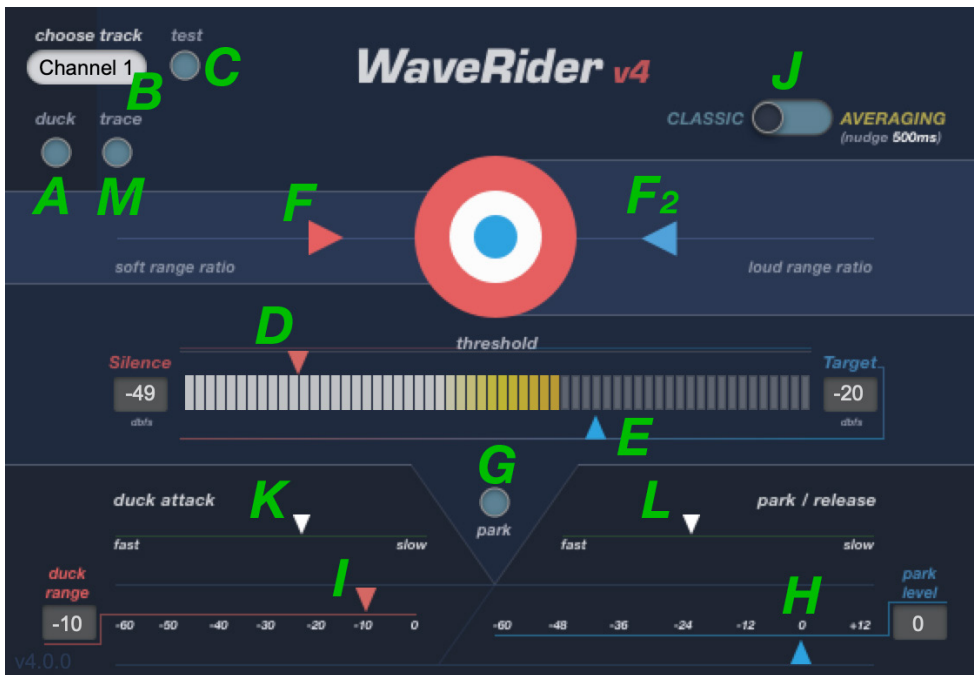 choose track test
Channel 1
B C
WaveRider v4
J
CLASSIC AVERAGING
(nudge 500ms)
duck trace
A M
F F2
soft range ratio loud range ratio
D
threshold
Silence Target
-49 -20
dbfs dbfs
E
G
duck attack K L park / release
park
fast slow fast slow
duck
range
I H
park
level
-10 -60 -50 -40 -30 -20 -10 0 -60 -48 -36 -24 -12 0 +12 0
v4.0.0